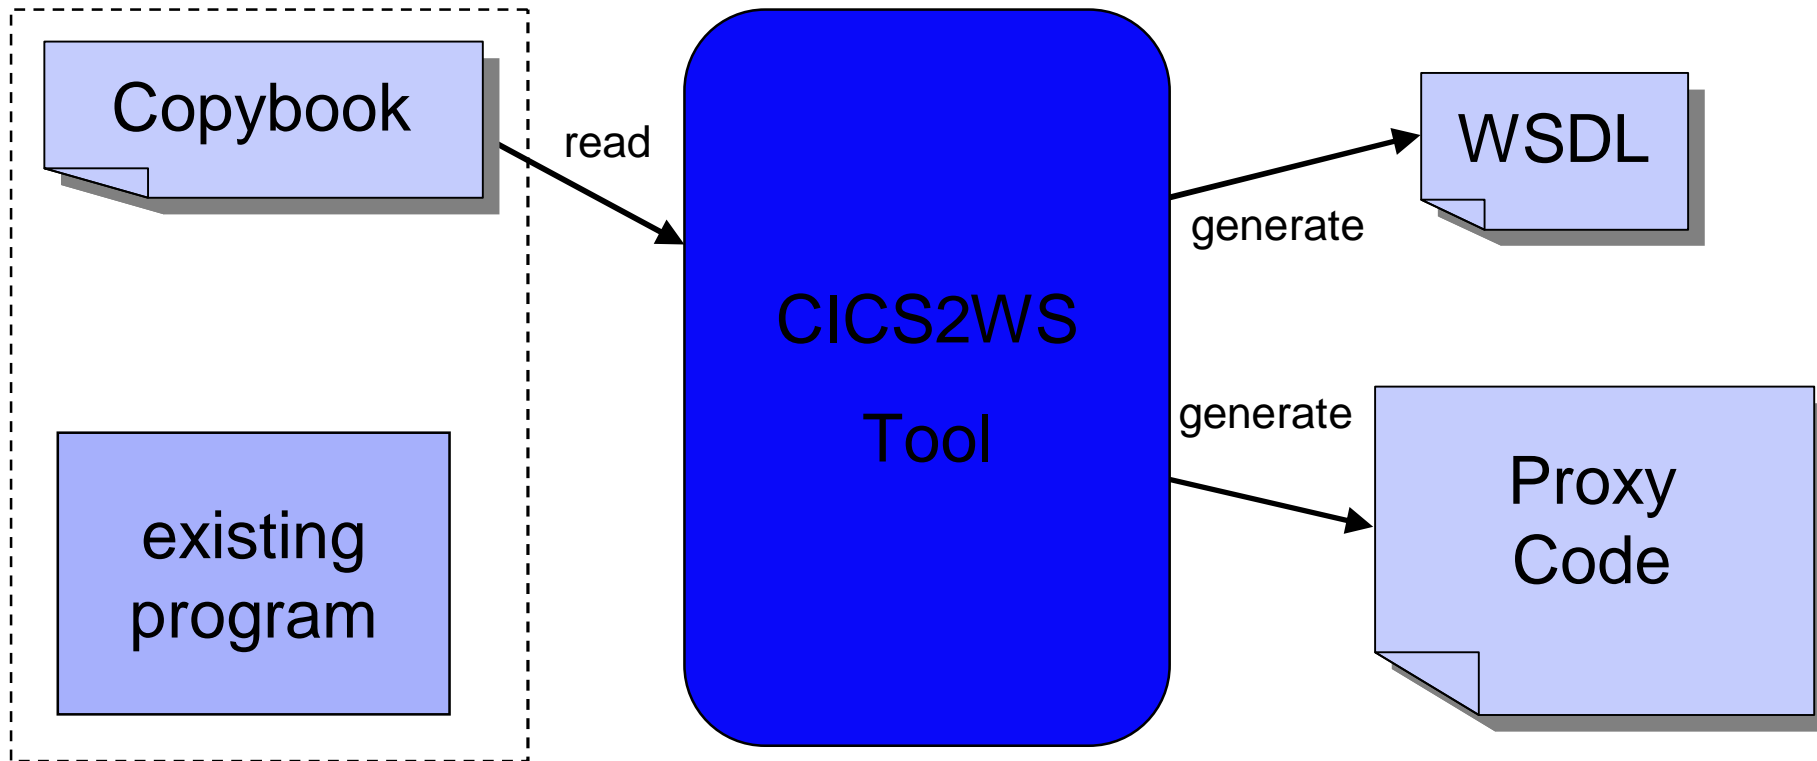 Copybook
read
existing
program
CICS2WS
Tool
generate
WSDL
generate
Proxy
Code